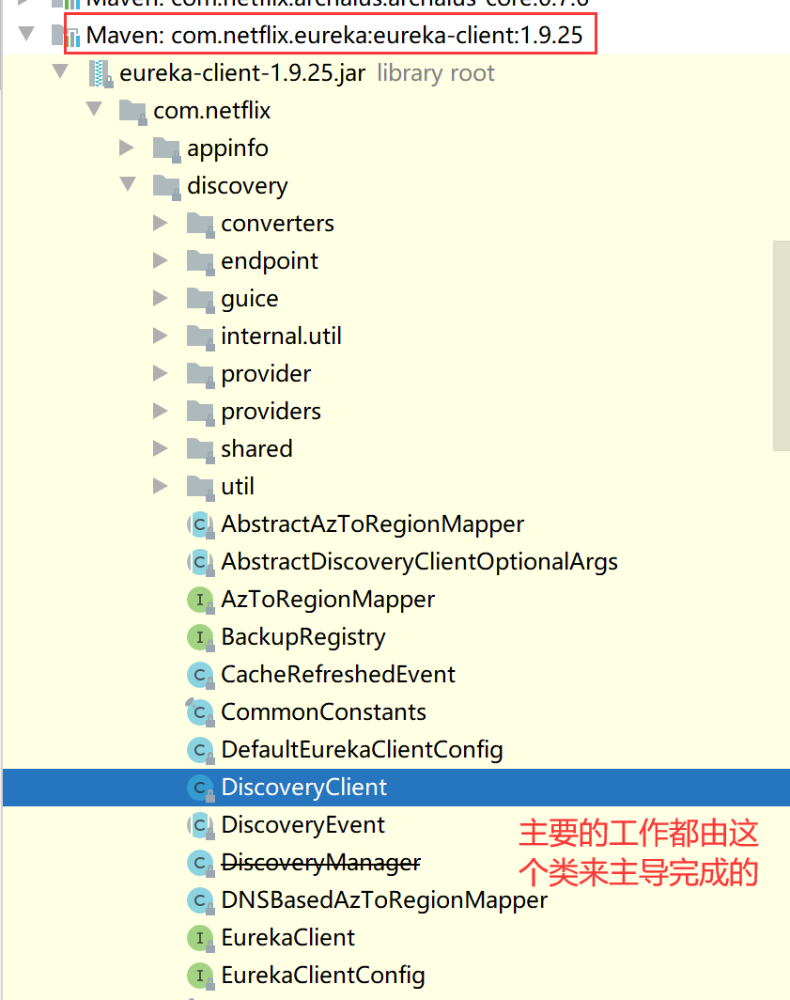 Maven: com.netflix.archaius:archaius-core:0.7.6
Maven: com.netflix.eureka:eureka-client:1.9.25
eureka-client-1.9.25.jar library root
com.netflix
appinfo
discovery
converters
endpoint
guice
internal.util
provider
providers
shared
util
AbstractAzToRegionMapper
AbstractDiscoveryClientOptionalArgs
AzToRegionMapper
BackupRegistry
CacheRefreshedEvent
CommonConstants
DefaultEurekaClientConfig
DiscoveryClient
DiscoveryEvent
主要的工作都由这
DiscoveryManager
个类来主导完成的
DNSBasedAzToRegionMapper
EurekaClient
EurekaClientConfig